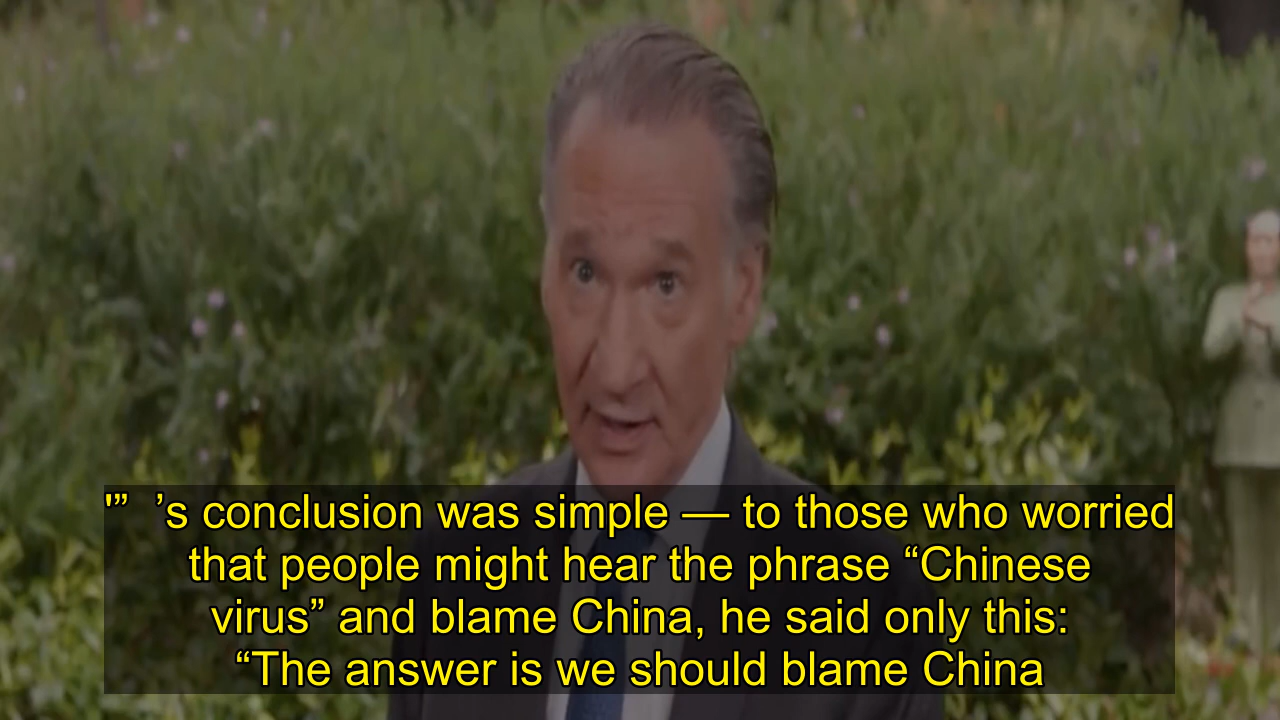 '”  ’s conclusion was simple — to those who worried
that people might hear the phrase “Chinese
virus” and blame China, he said only this:
“The answer is we should blame China